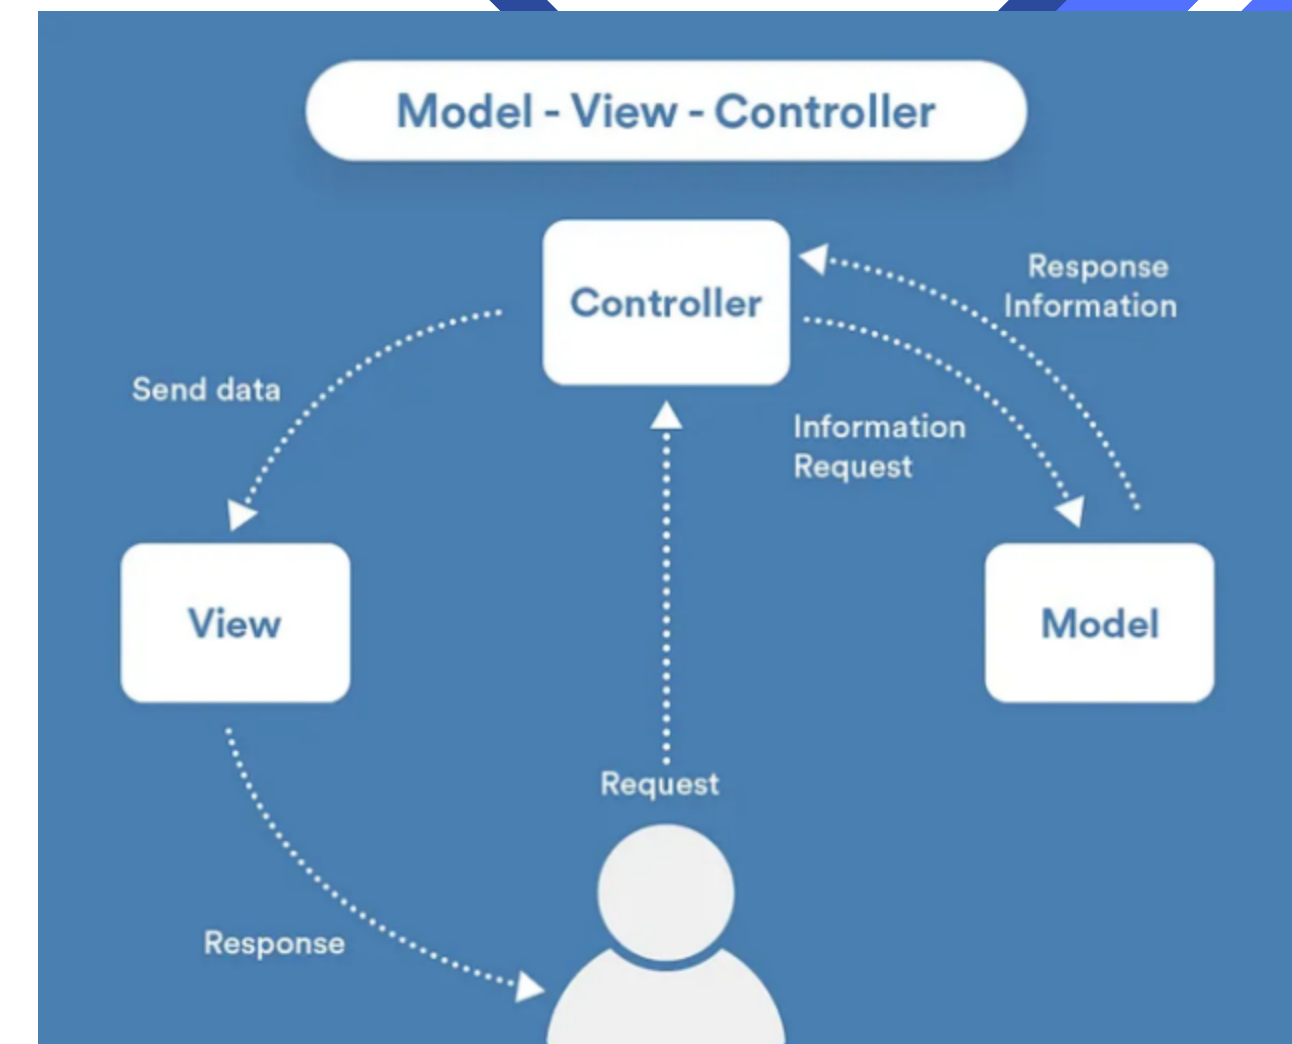 Model - View - Controller
Controller
Response
Information
Send data
Information
Request
View
Model
Request
Response